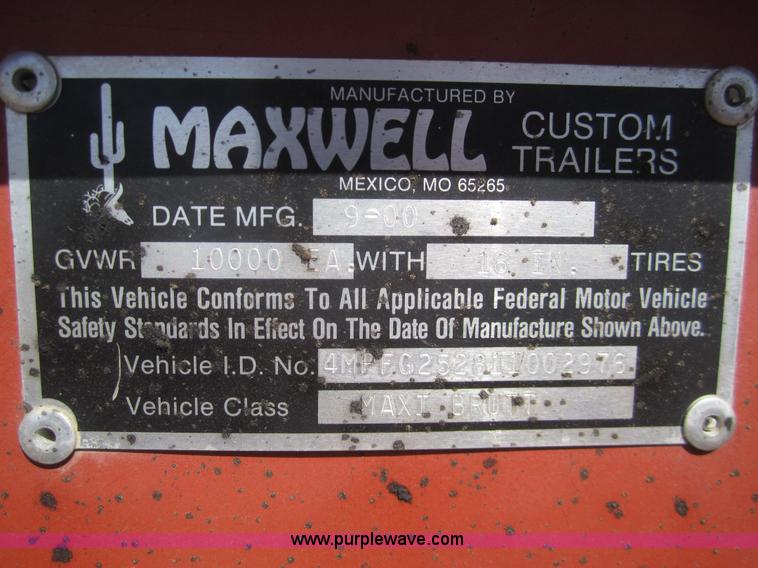 MANUFACTURED BY
MAXWELL CUSTOM TRAILERS
MEXICO, MO 65265
DATE MFG. 9-00
GVWR 10000 EA. WITH 16 IN. TIRES
This Vehicle Conforms To All Applicable Federal Motor Vehicle
Safety Standards In Effect On The Date Of Manufacture Shown Above.
Vehicle I.D. No.
Vehicle Class MAXI BRUTT
www.purplewave.com